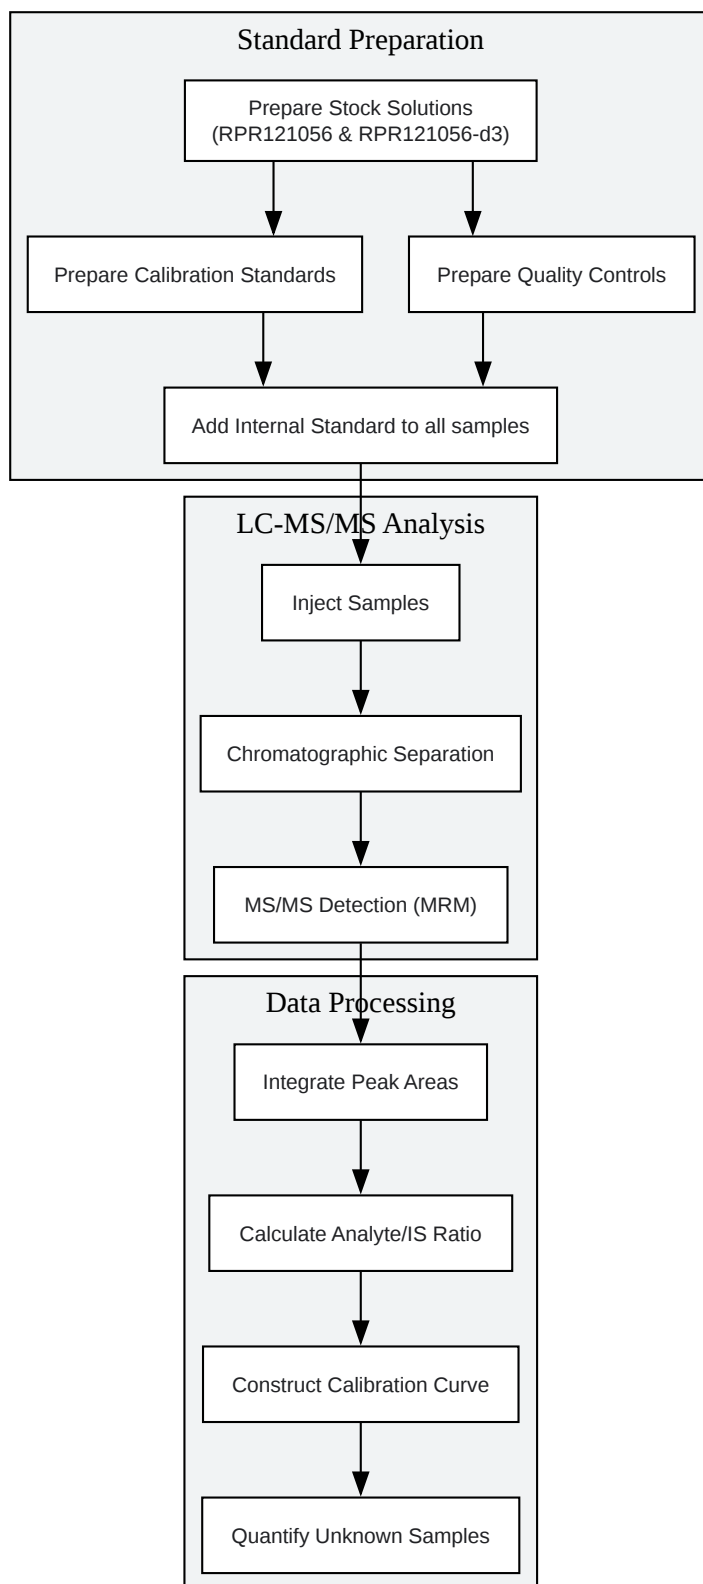 Standard Preparation
Prepare Stock Solutions
(RPR121056 & RPR121056-d3)
Prepare Calibration Standards
Prepare Quality Controls
Add Internal Standard to all samples
LC-MS/MS Analysis
Inject Samples
Chromatographic Separation
MS/MS Detection (MRM)
Data Processing
Integrate Peak Areas
Calculate Analyte/IS Ratio
Construct Calibration Curve
Quantify Unknown Samples